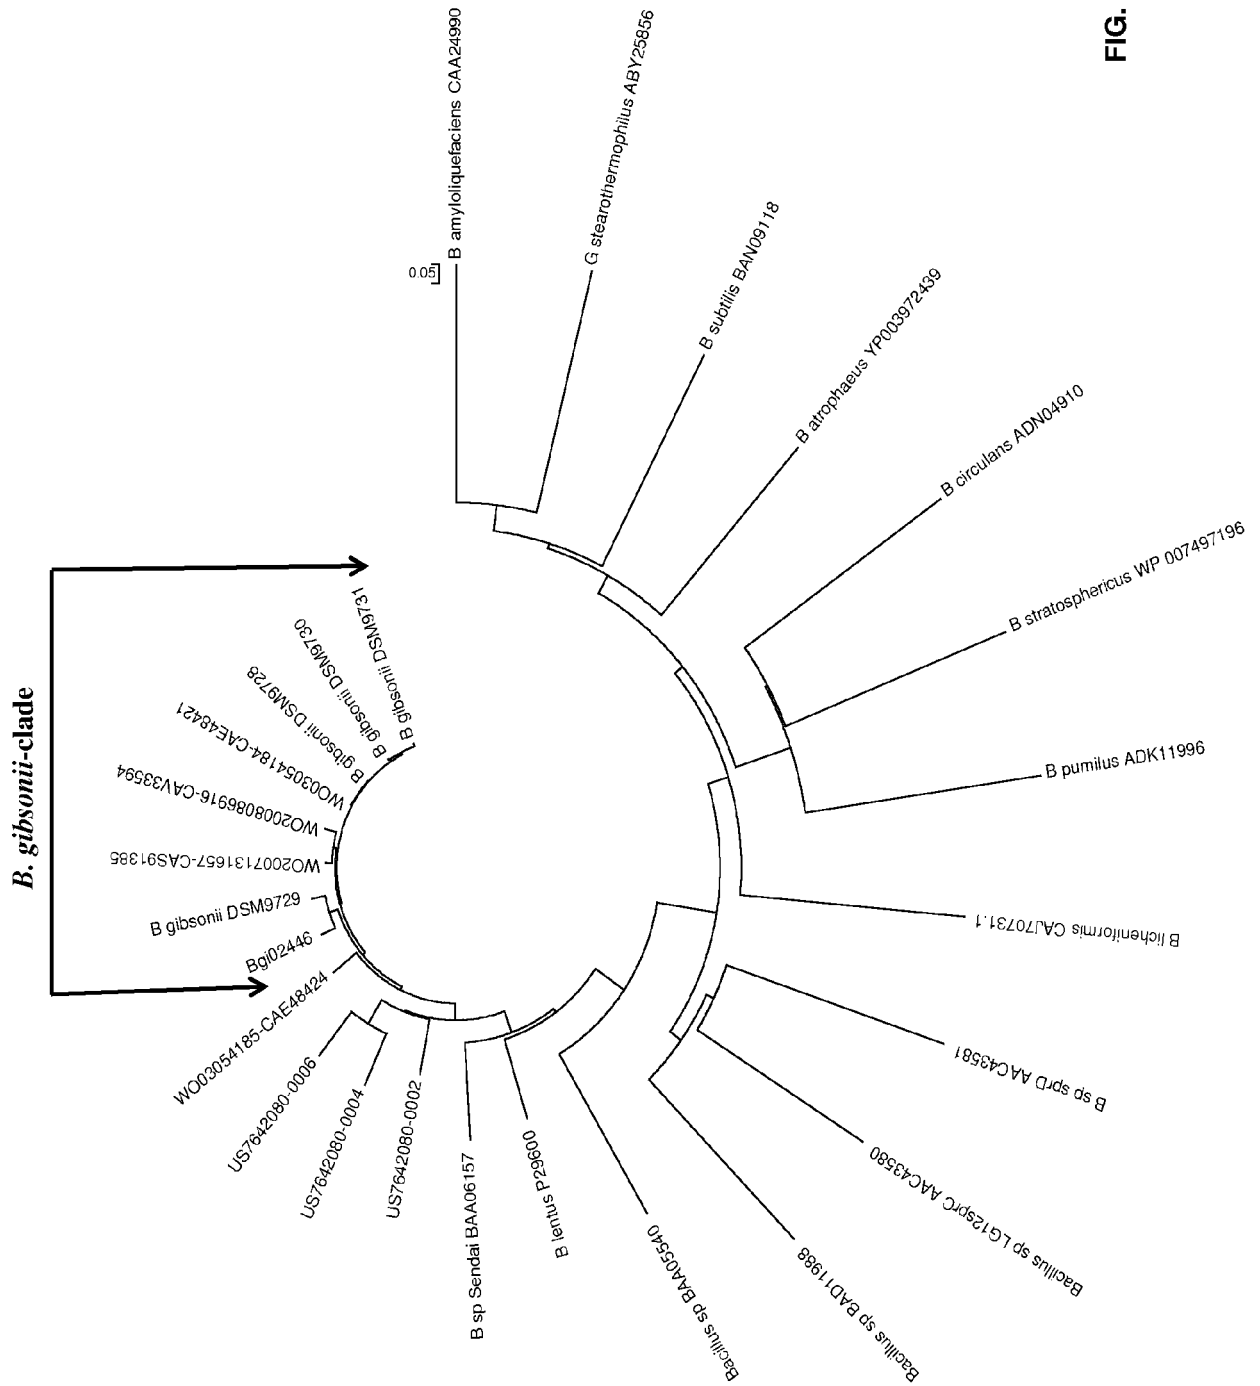 B. gibsonii-clade
B gibsonii DSM9731
B gibsonii DSM9730
B gibsonii DSM9728
WO03054184-CAE48421
WO2008086916-CAV33594
WO2007131657-CAS91385
B gibsonii DSM9729
Bgi02446
WO03054185-CAE48424
US7642080-0006
US7642080-0004
US7642080-0002
B sp Sendai BAA06157
B lentus P29600
Bacillus sp BAA05540
Bacillus sp BAD11988
Bacillus sp LG12sprC AAC43580
B sp sprD AAC43581
B licheniformis CAJ70731.1
B pumilus ADK11996
B stratosphericus WP 007497196
B circulans ADN04910
B atrophaeus YP003972439
B subtilis BAN09118
G stearothermophilus ABY25856
B amyloliquefaciens CAA24990
0.05
FIG.